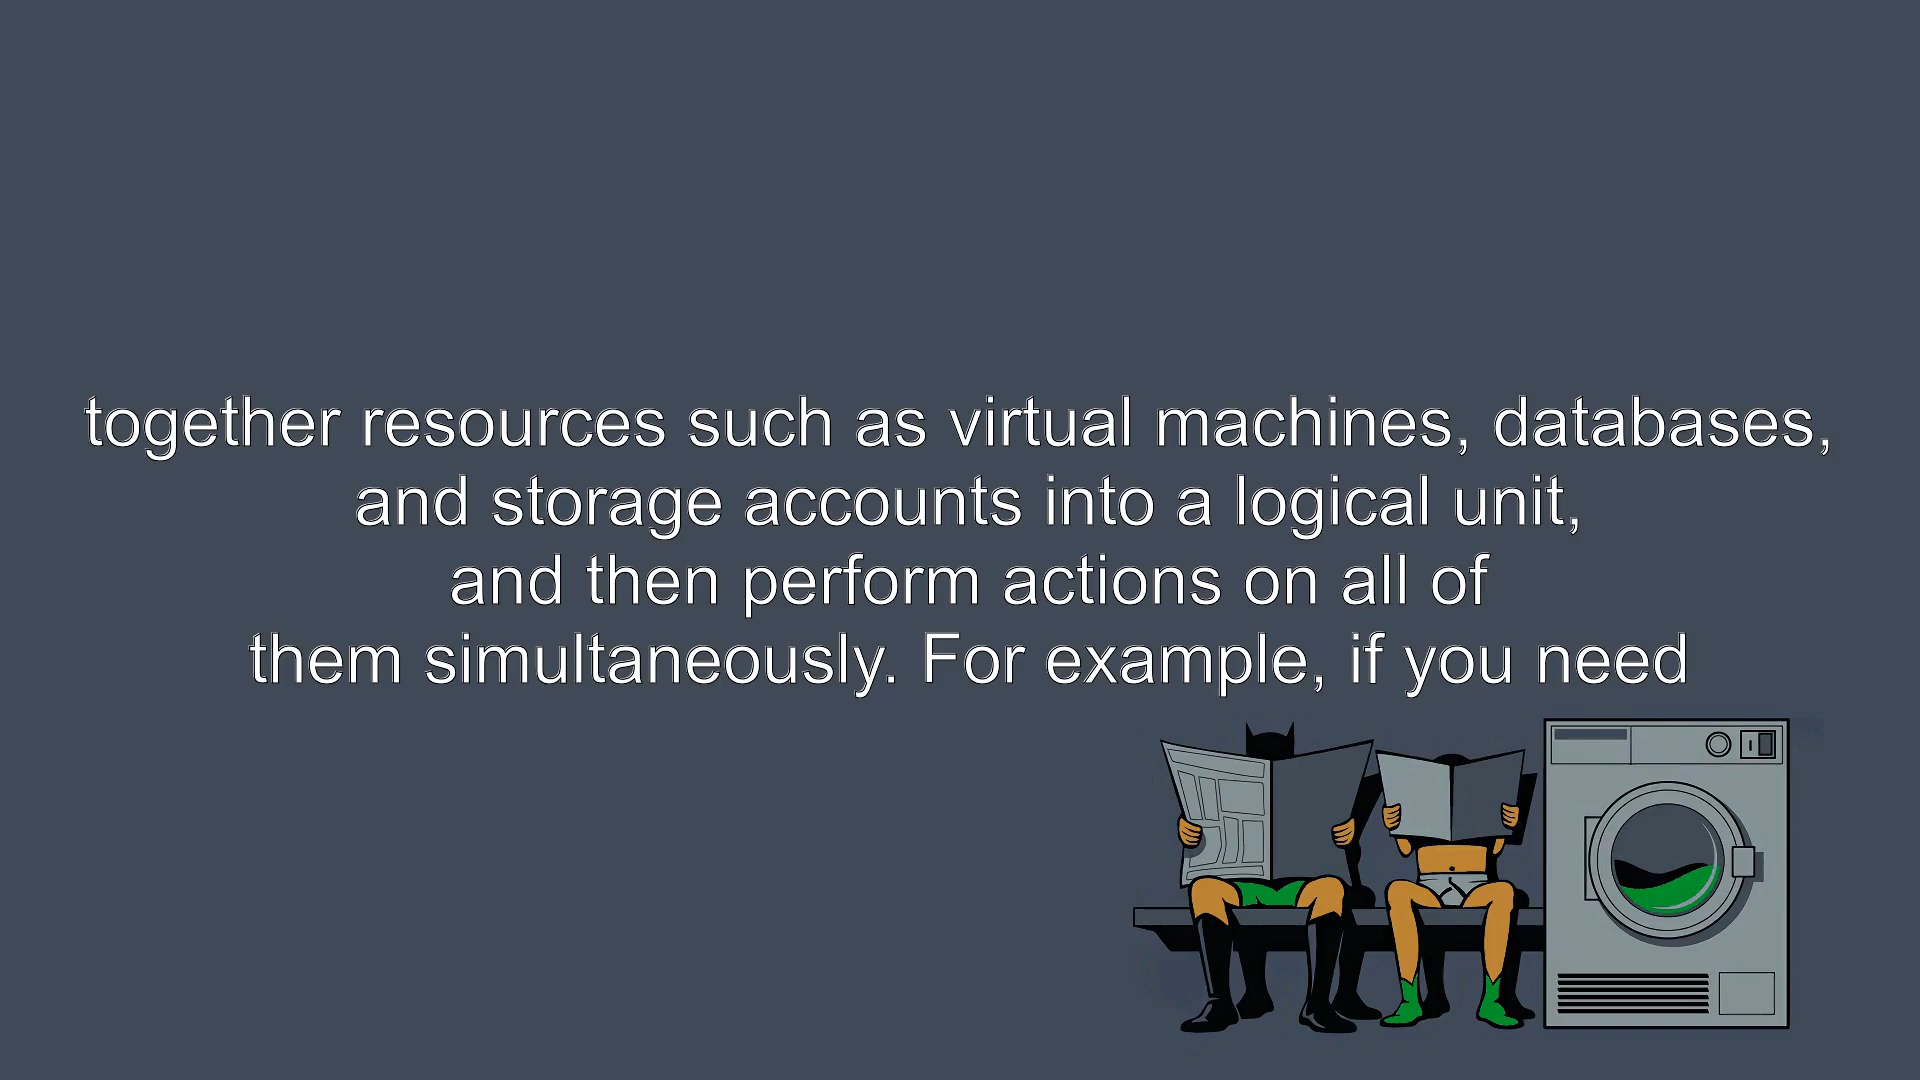 together resources such as virtual machines, databases,
and storage accounts into a logical unit,
and then perform actions on all of
them simultaneously. For example, if you need